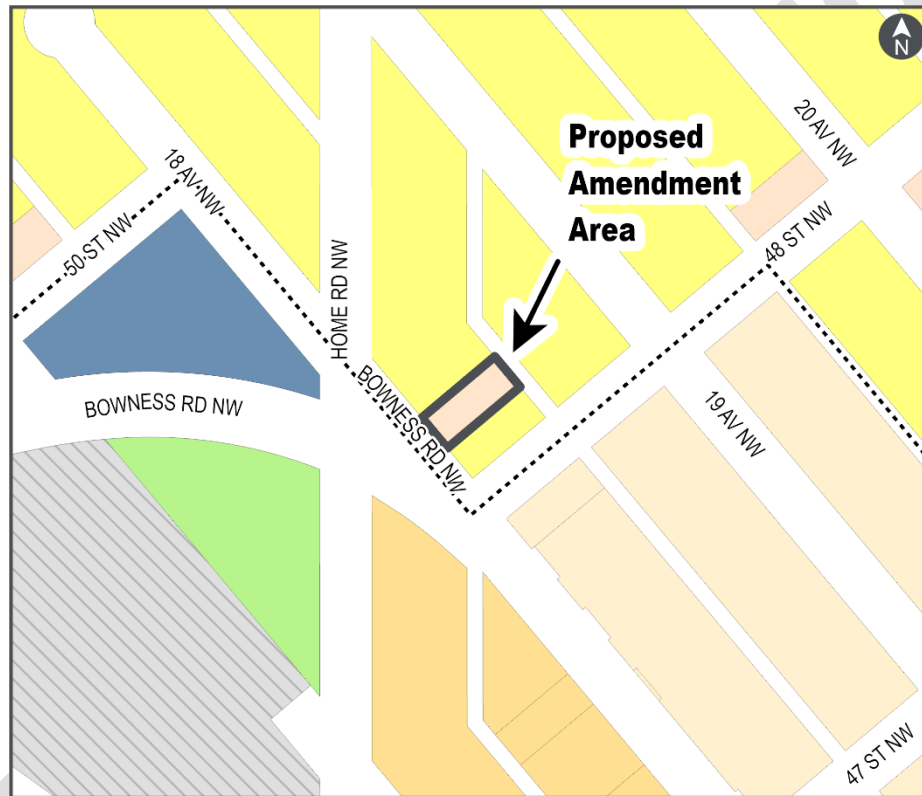 N
20 AV NW
Proposed
Amendment
Area
18 AV NW
50 ST NW
48 ST NW
HOME RD NW
BOWNESS RD NW
BOWNESS RD NW
19 AV NW
47 ST NW